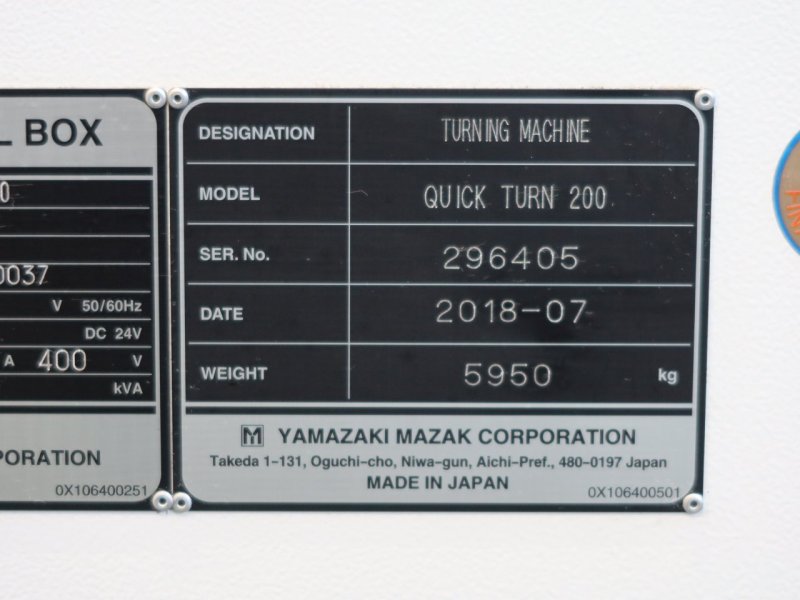 L BOX
0
0037
V 50/60Hz
DC 24V
A 400 V
kVA
PORATION
0X106400251
DESIGNATION TURNING MACHINE
MODEL QUICK TURN 200
SER. No. 296405
DATE 2018-07
WEIGHT 5950 kg
YAMAZAKI MAZAK CORPORATION
Takeda 1-131, Oguchi-cho, Niwa-gun, Aichi-Pref., 480-0197 Japan
MADE IN JAPAN
0X106400501